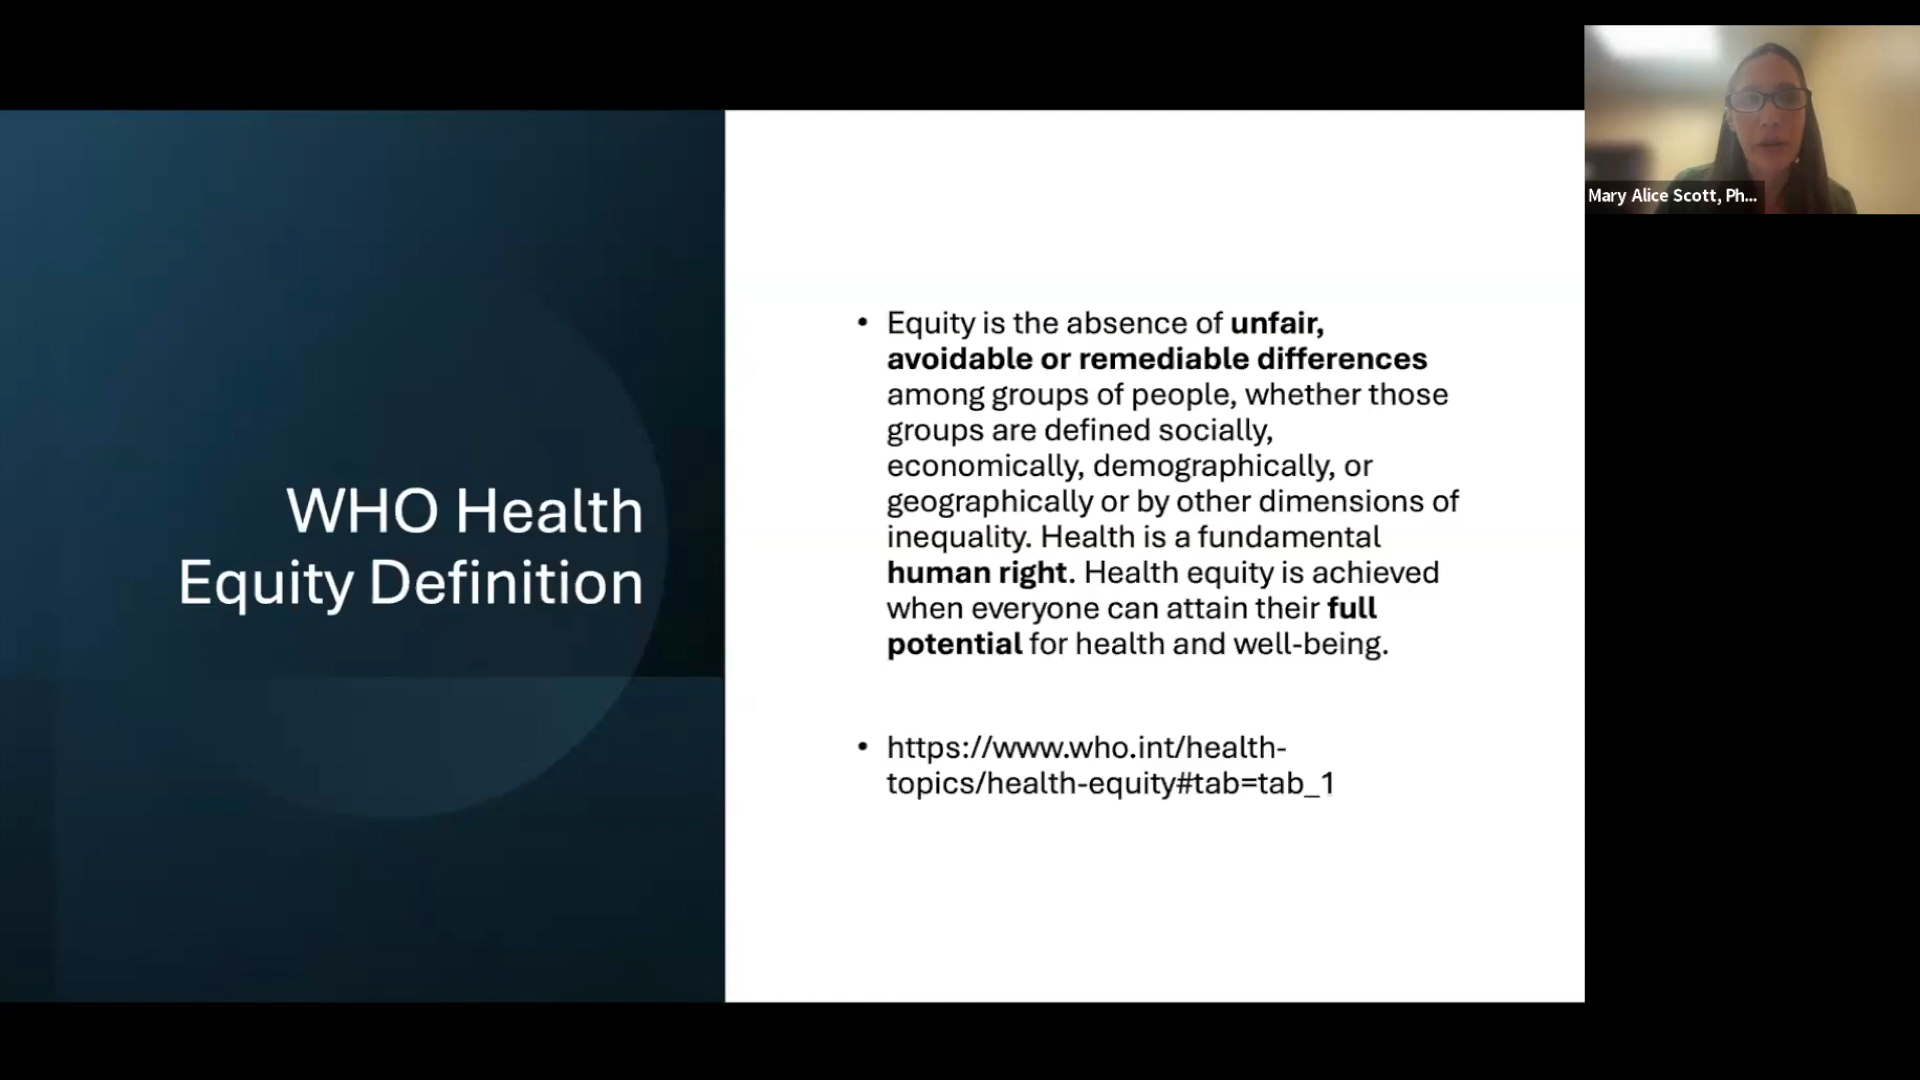 WHO Health
Equity Definition
• Equity is the absence of unfair,
avoidable or remediable differences
among groups of people, whether those
groups are defined socially,
economically, demographically, or
geographically or by other dimensions of
inequality. Health is a fundamental
human right. Health equity is achieved
when everyone can attain their full
potential for health and well-being.
• https://www.who.int/health-
topics/health-equity#tab=tab_1
Mary Alice Scott, Ph...